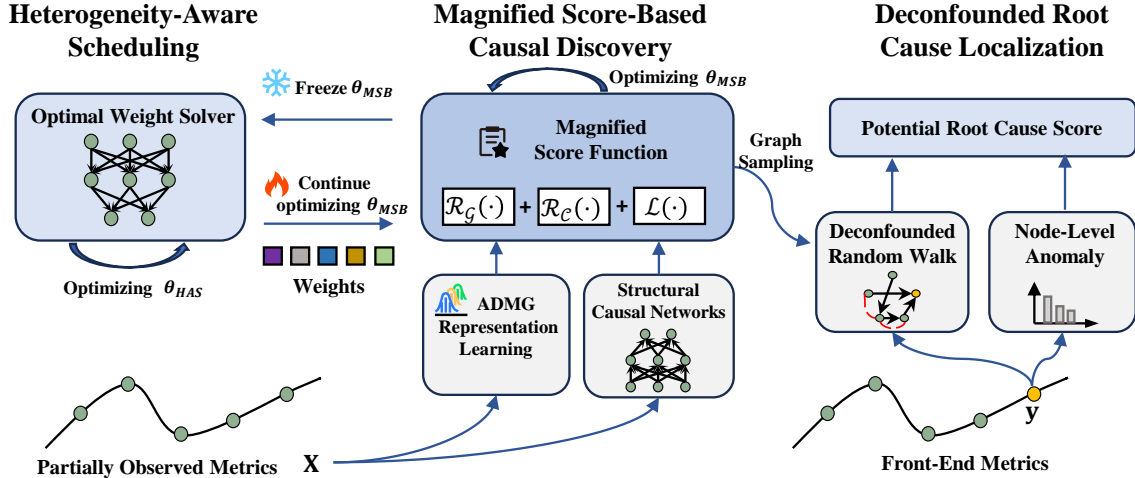 Heterogeneity-Aware
Scheduling
Magnified Score-Based
Causal Discovery
Deconfounded Root
Cause Localization
Optimal Weight Solver
Optimizing θ_HAS
Freeze θ_MSB
Continue
optimizing θ_MSB
Weights
Optimizing θ_MSB
Magnified
Score Function
ℛ_𝒢(·) + ℛ_𝒞(·) + ℒ(·)
ADMG
Representation
Learning
Structural
Causal Networks
Graph
Sampling
Potential Root Cause Score
Deconfounded
Random Walk
Node-Level
Anomaly
Partially Observed Metrics X
y
Front-End Metrics